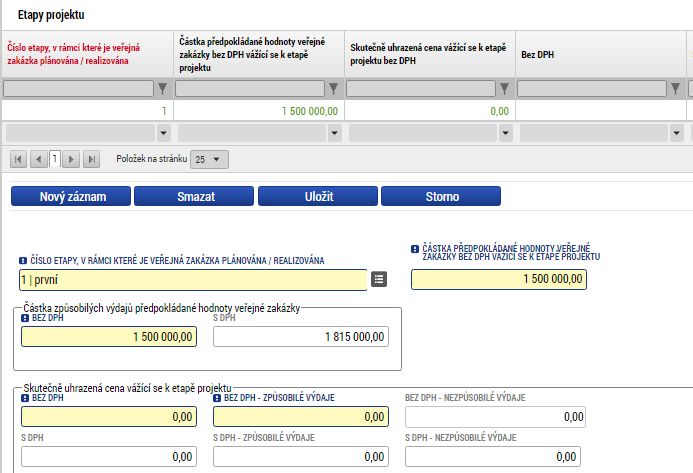 Etapy projektu
Číslo etapy, v rámci které je veřejná
zakázka plánována / realizována
Částka předpokládané hodnoty veřejné
zakázky bez DPH vážící se k etapě
projektu
Skutečně uhrazená cena vážící se k etapě
projektu bez DPH
Bez DPH
1
1 500 000,00
0,00
1
Položek na stránku
25
Nový záznam
Smazat
Uložit
Storno
ČÍSLO ETAPY, V RÁMCI KTERÉ JE VEŘEJNÁ ZAKÁZKA PLÁNOVÁNA / REALIZOVÁNA
1 | první
ČÁSTKA PŘEDPOKLÁDANÉ HODNOTY VEŘEJNÉ
ZAKÁZKY BEZ DPH VÁŽÍCÍ SE K ETAPĚ PROJEKTU
1 500 000,00
Částka způsobilých výdajů předpokládané hodnoty veřejné zakázky
BEZ DPH
S DPH
1 500 000,00
1 815 000,00
Skutečně uhrazená cena vážící se k etapě projektu
BEZ DPH
BEZ DPH - ZPŮSOBILÉ VÝDAJE
BEZ DPH - NEZPŮSOBILÉ VÝDAJE
0,00
0,00
0,00
S DPH
S DPH - ZPŮSOBILÉ VÝDAJE
S DPH - NEZPŮSOBILÉ VÝDAJE
0,00
0,00
0,00